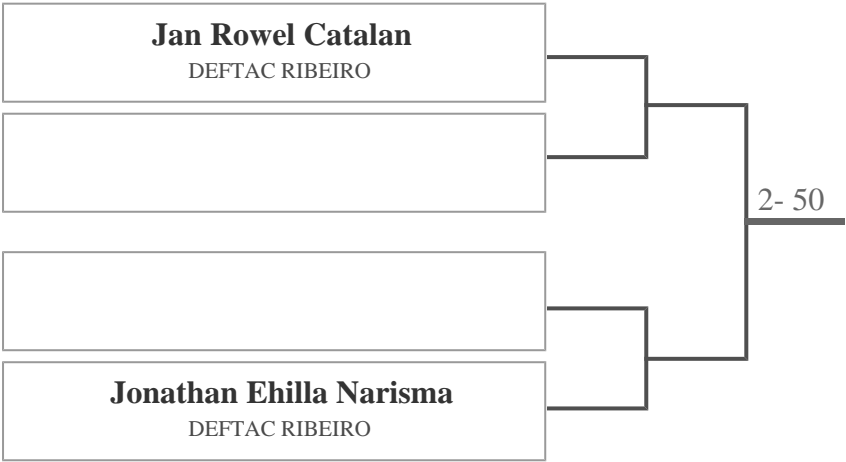 Jan Rowel Catalan
DEFTAC RIBEIRO
2- 50
Jonathan Ehilla Narisma
DEFTAC RIBEIRO